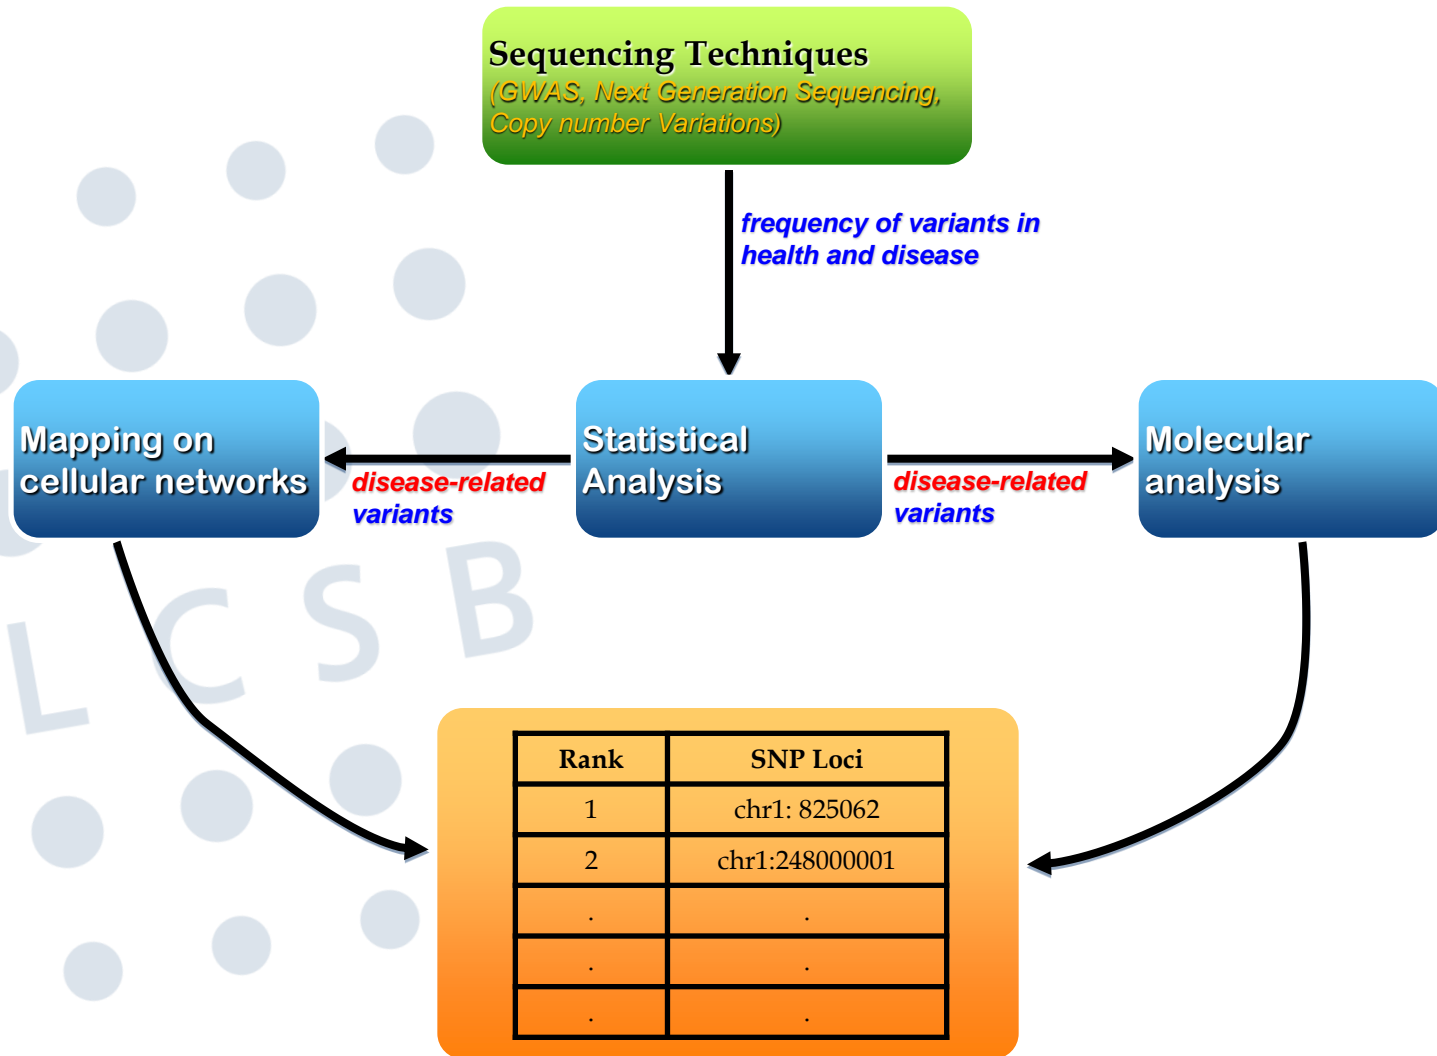 Sequencing Techniques
(GWAS, Next Generation Sequencing,
Copy number Variations)
frequency of variants in
health and disease
Mapping on
cellular networks
disease-related
variants
Statistical
Analysis
disease-related
variants
Molecular
analysis
L C S B
Rank SNP Loci
1 chr1: 825062
2 chr1:248000001
. .
. .
. .